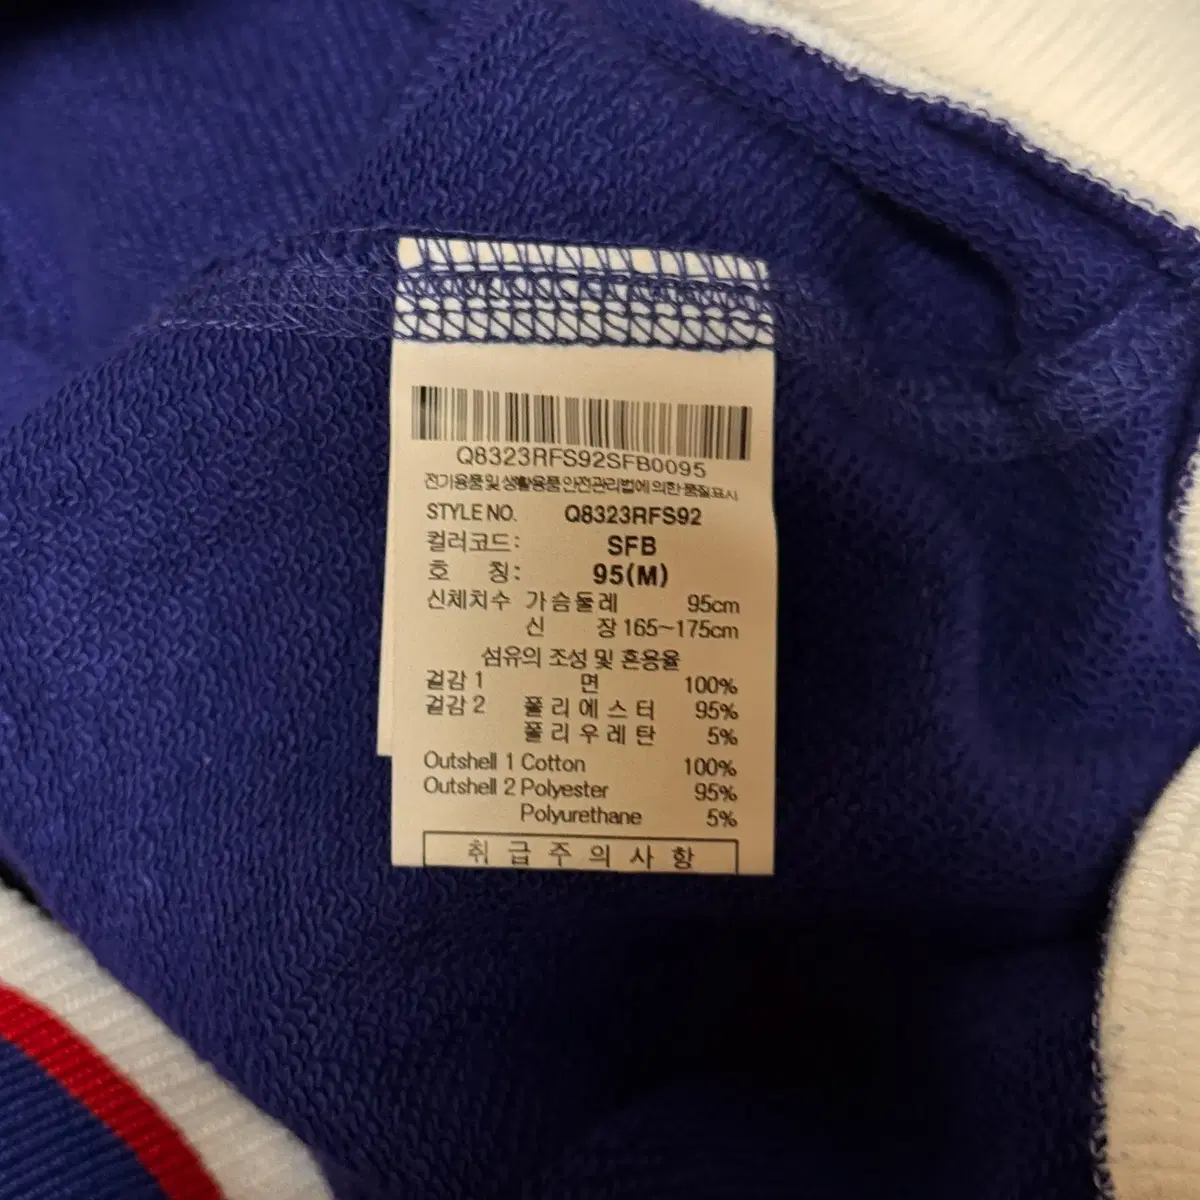 Q8323RFS92SFB0095
전기용품 및 생활용품 안전관리법에 의한 품질표시
STYLE NO. Q8323RFS92
컬러코드: SFB
호 칭: 95(M)
신체치수 가슴둘레 95cm
신 장 165~175cm
섬유의 조성 및 혼용율
겉감 1 면 100%
겉감 2 폴리에스터 95%
폴리우레탄 5%
Outshell 1 Cotton 100%
Outshell 2 Polyester 95%
Polyurethane 5%
취급주의사항